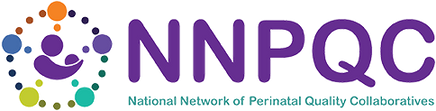 NNPQC
National Network of Perinatal Quality Collaboratives